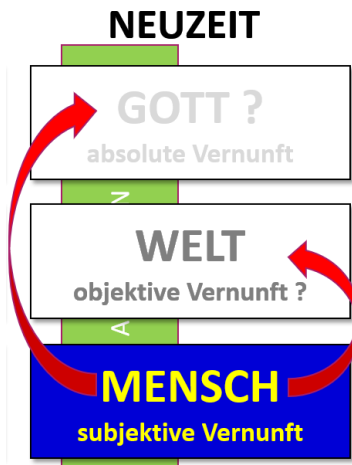 NEUZEIT
GOTT ?
absolute Vernunft
WELT
objektive Vernunft ?
MENSCH
subjektive Vernunft